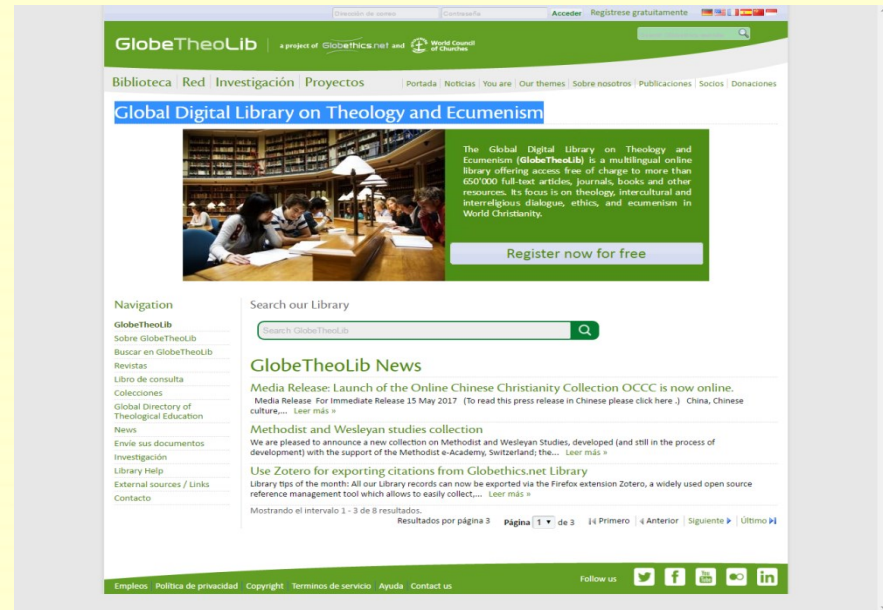 Dirección de correo
Contraseña
Acceder
Regístrese gratuitamente
GlobeTheoLib
a project of Globethics.net and World Council of Churches
Biblioteca Red Investigación Proyectos
Portada Noticias You are Our themes Sobre nosotros Publicaciones Socios Donaciones
Global Digital Library on Theology and Ecumenism
The Global Digital Library on Theology and
Ecumenism (GlobeTheoLib) is a multilingual online
library offering access free of charge to more than
650'000 full-text articles, journals, books and other
resources. Its focus is on theology, intercultural and
interreligious dialogue, ethics, and ecumenism in
World Christianity.
Register now for free
Navigation
GlobeTheoLib
Sobre GlobeTheoLib
Buscar en GlobeTheoLib
Revistas
Libro de consulta
Colecciones
Global Directory of
Theological Education
News
Envíe sus documentos
Investigación
Library Help
External sources / Links
Contacto
Search our Library
Search GlobeTheoLib
GlobeTheoLib News
Media Release: Launch of the Online Chinese Christianity Collection OCCC is now online.
Media Release For Immediate Release 15 May 2017 (To read this press release in Chinese please click here .) China, Chinese
culture,... Leer más »
Methodist and Wesleyan studies collection
We are pleased to announce a new collection on Methodist and Wesleyan Studies, developed (and still in the process of
development) with the support of the Methodist e-Academy, Switzerland; the... Leer más »
Use Zotero for exporting citations from Globethics.net Library
Library tips of the month: All our Library records can now be exported via the Firefox extension Zotero, a widely used open source
reference management tool which allows to easily collect,... Leer más »
Mostrando el intervalo 1 - 3 de 8 resultados.
Resultados por página 3 Página 1 de 3 Primero Anterior Siguiente Último
Empleos Política de privacidad Copyright Terminos de servicio Ayuda Contact us
Follow us
You Tube